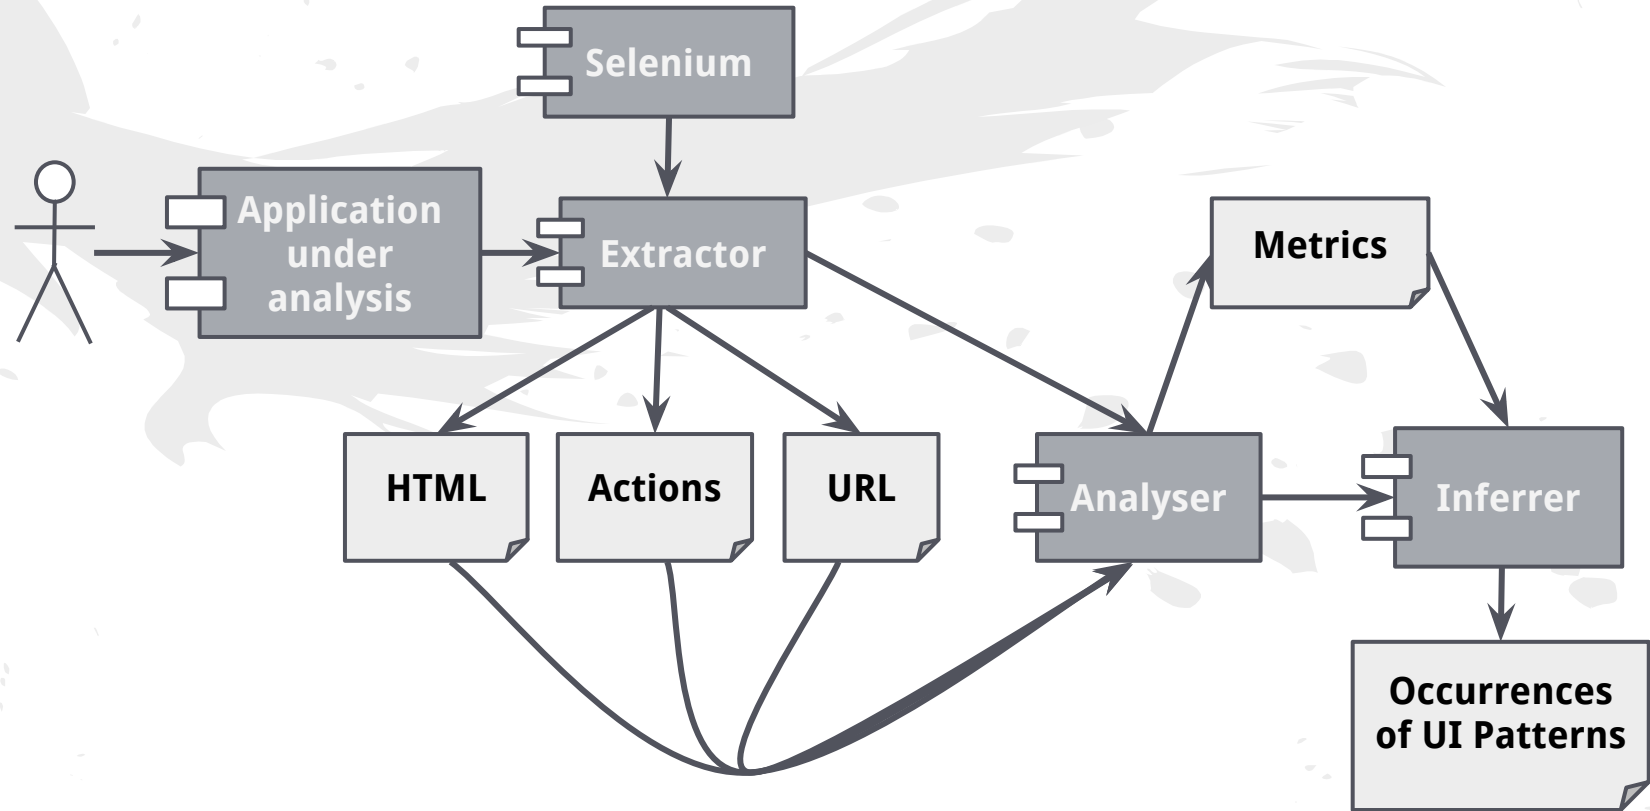 Selenium
Application
under
analysis
Extractor
Metrics
HTML
Actions
URL
Analyser
Inferrer
Occurrences
of UI Patterns